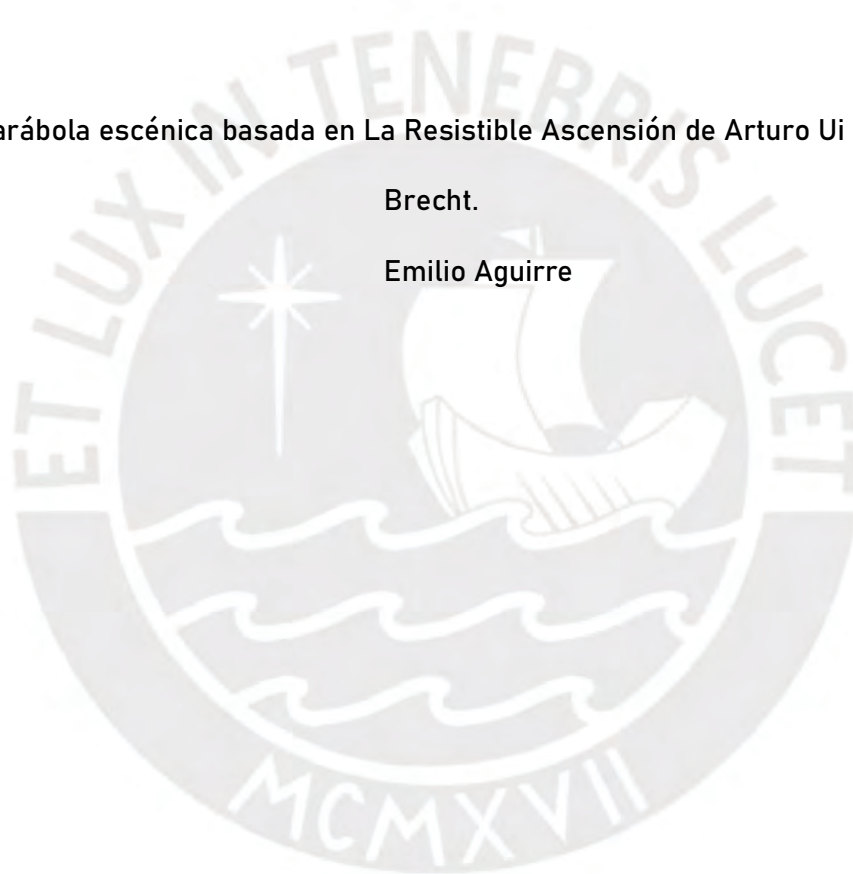 arábola escénica basada en La Resistible Ascensión de Arturo Ui
Brecht.
Emilio Aguirre
ET LUX IN TENEBRIS LUCET
MCMXVII